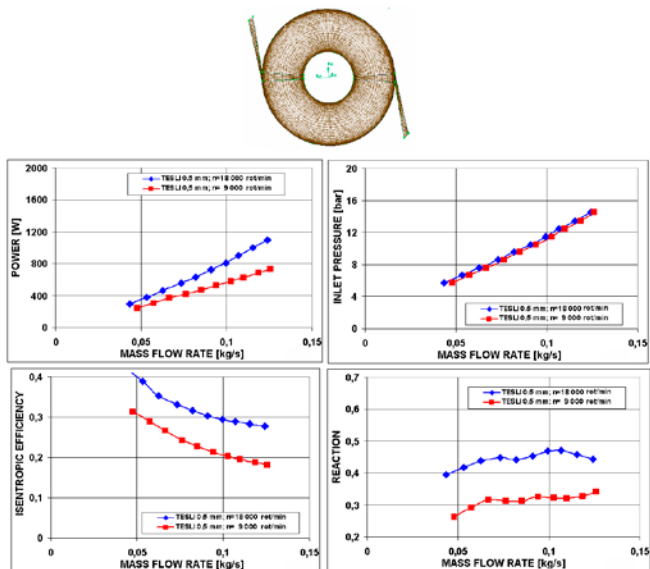 2000
1600
1200
800
400
0
POWER [W]
TESLI 0,5 mm; n=18 000 rot/min
TESLI 0,5 mm; n= 9 000 rot/min
0 0,05 0,1 0,15
MASS FLOW RATE [kg/s]
20
16
12
8
4
0
INLET PRESSURE [bar]
TESLI 0,5 mm; n=18 000 rot/min
TESLI 0,5 mm; n= 9 000 rot/min
0 0,05 0,1 0,15
MASS FLOW RATE [kg/s]
0,4
0,3
0,2
0,1
0
ISENTROPIC EFFICIENCY
TESLI 0,5 mm; n=18 000 rot/min
TESLI 0,5 mm; n= 9 000 rot/min
0 0,05 0,1 0,15
MASS FLOW RATE [kg/s]
0,7
0,6
0,5
0,4
0,3
0,2
REACTION
TESLI 0,5 mm; n=18 000 rot/min
TESLI 0,5 mm; n= 9 000 rot/min
0 0,05 0,1 0,15
MASS FLOW RATE [kg/s]